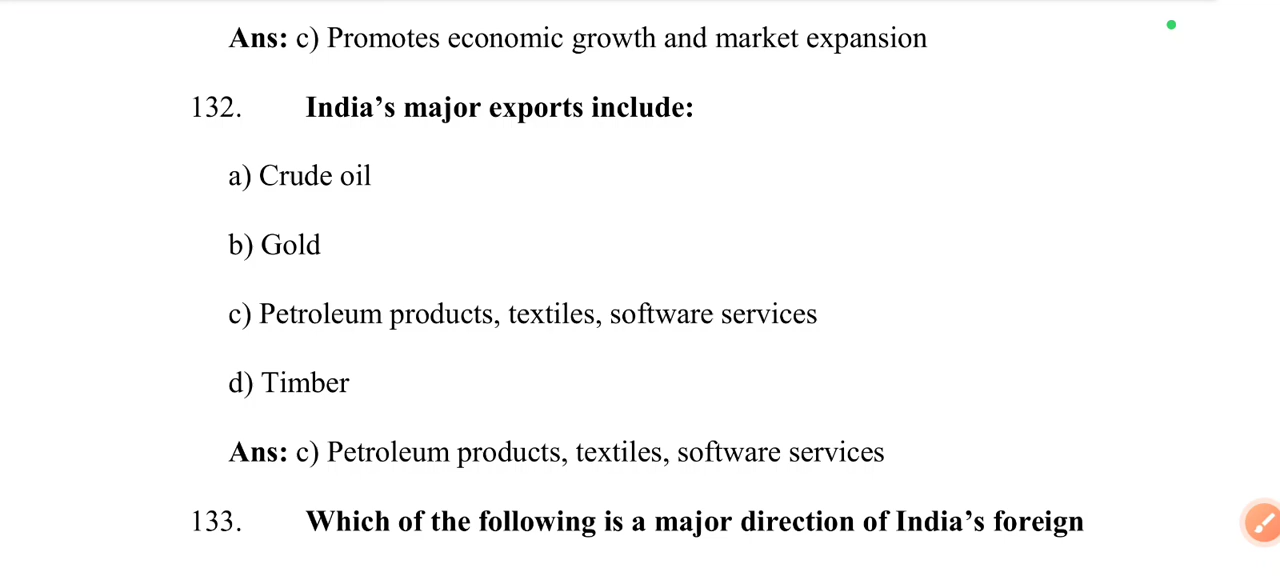 Ans: c) Promotes economic growth and market expansion
132. India’s major exports include:
a) Crude oil
b) Gold
c) Petroleum products, textiles, software services
d) Timber
Ans: c) Petroleum products, textiles, software services
133. Which of the following is a major direction of India’s foreign